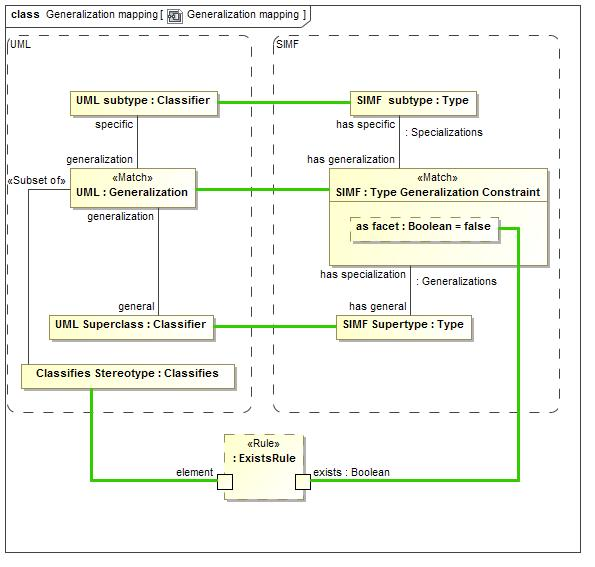 class Generalization mapping [ Generalization mapping ]
UML
SIMF
UML subtype : Classifier
SIMF subtype : Type
specific
has specific
: Specializations
generalization
has generalization
«Subset of»
«Match»
UML : Generalization
«Match»
SIMF : Type Generalization Constraint
generalization
as facet : Boolean = false
has specialization
: Generalizations
general
has general
UML Superclass : Classifier
SIMF Supertype : Type
Classifies Stereotype : Classifies
«Rule»
: ExistsRule
element
exists : Boolean